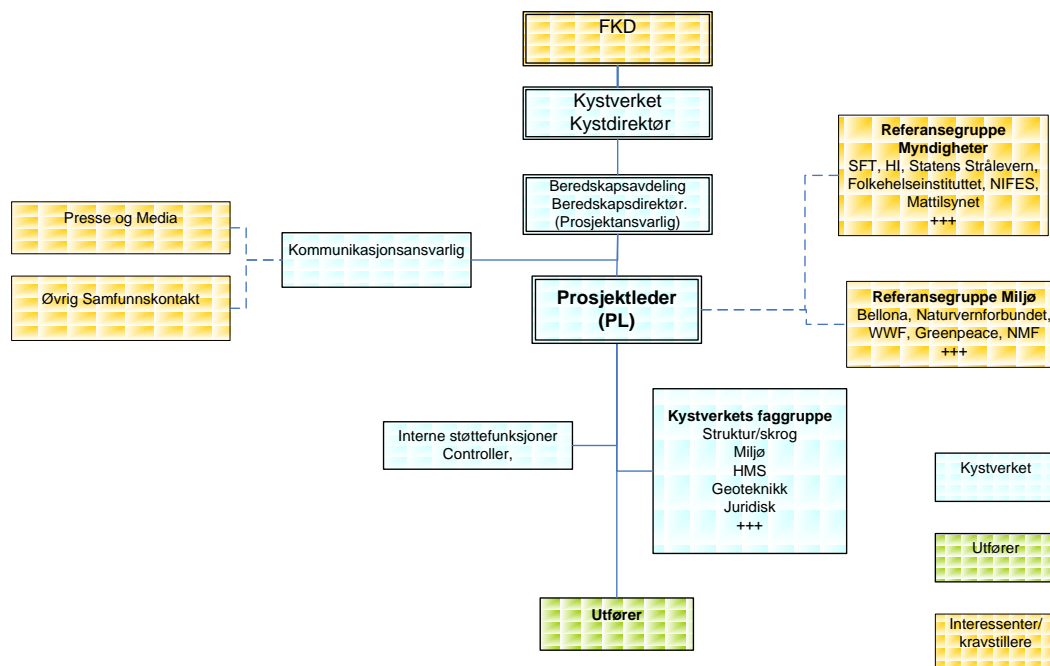 FKD
Kystverket
Kystdirektør
Beredskapsavdeling
Beredskapsdirektør.
(Prosjektansvarlig)
Referansegruppe
Myndigheter
SFT, HI, Statens Strålevern,
Folkehelseinstituttet, NIFES,
Mattilsynet
+++
Presse og Media
Kommunikasjonsansvarlig
Øvrig Samfunnskontakt
Prosjektleder
(PL)
Referansegruppe Miljø
Bellona, Naturvernforbundet,
WWF, Greenpeace, NMF
+++
Interne støttefunksjoner
Controller,
Kystverkets faggruppe
Struktur/skrog
Miljø
HMS
Geoteknikk
Juridisk
+++
Utfører
Kystverket
Utfører
Interessenter/
kravstillere